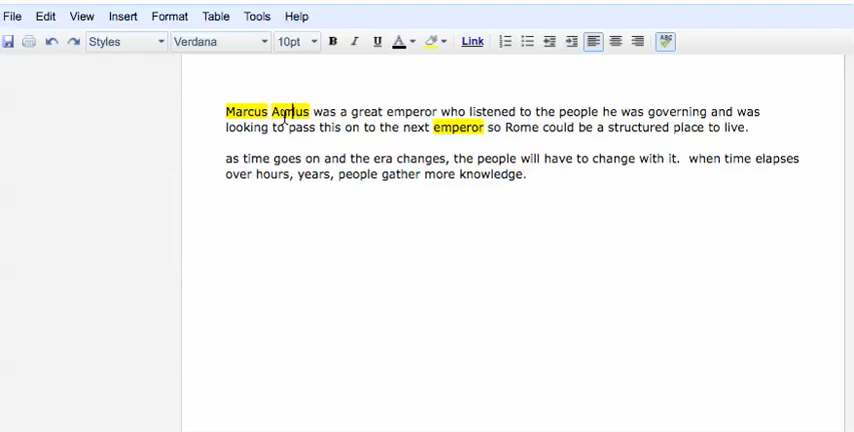 File Edit View Insert Format Table Tools Help
Styles Verdana 10pt B I U A Link ABC
Marcus was a great emperor who listened to the people he was governing and was
looking to pass this on to the next emperor so Rome could be a structured place to live.
as time goes on and the era changes, the people will have to change with it. when time elapses
over hours, years, people gather more knowledge.